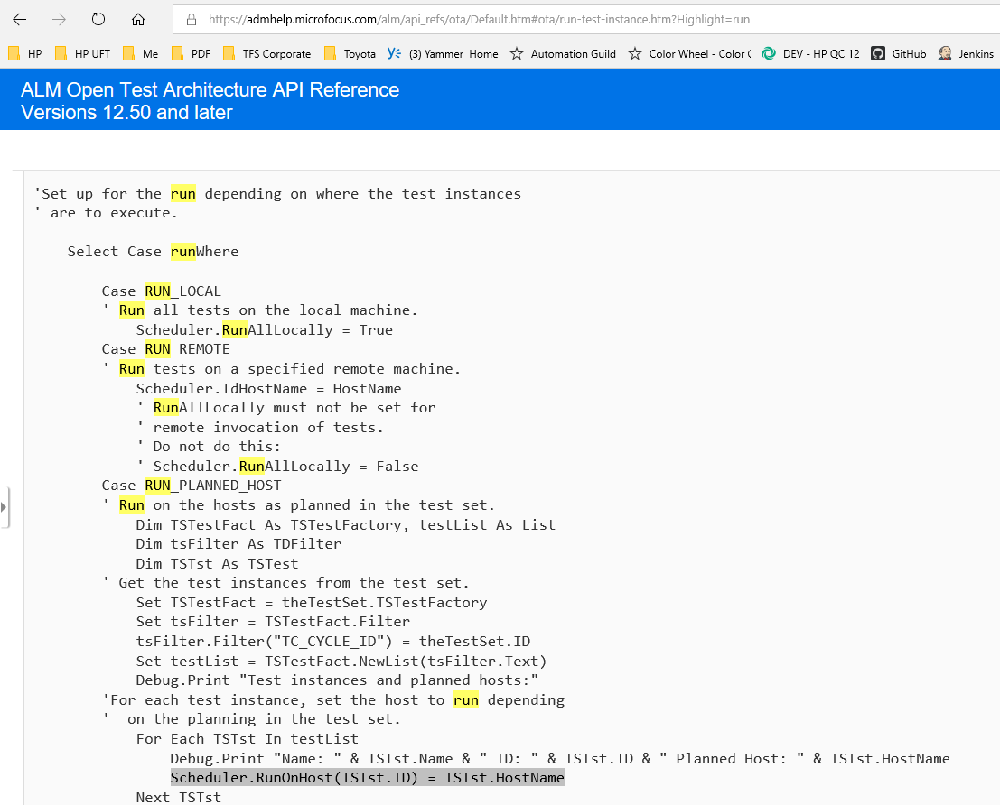 https://admhelp.microfocus.com/alm/api_refs/ota/Default.htm#ota/run-test-instance.htm?Highlight=run
HP HP UFT Me PDF TFS Corporate Toyota (3) Yammer Home Automation Guild Color Wheel - Color ( DEV - HP QC 12 GitHub Jenkins
ALM Open Test Architecture API Reference
Versions 12.50 and later
'Set up for the run depending on where the test instances
' are to execute.
Select Case runWhere
Case RUN_LOCAL
' Run all tests on the local machine.
Scheduler.RunAllLocally = True
Case RUN_REMOTE
' Run tests on a specified remote machine.
Scheduler.TdHostName = HostName
' RunAllLocally must not be set for
' remote invocation of tests.
' Do not do this:
' Scheduler.RunAllLocally = False
Case RUN_PLANNED_HOST
' Run on the hosts as planned in the test set.
Dim TSTestFact As TSTestFactory, testList As List
Dim tsFilter As TDFilter
Dim TSTst As TSTest
' Get the test instances from the test set.
Set TSTestFact = theTestSet.TSTestFactory
Set tsFilter = TSTestFact.Filter
tsFilter.Filter("TC_CYCLE_ID") = theTestSet.ID
Set testList = TSTestFact.NewList(tsFilter.Text)
Debug.Print "Test instances and planned hosts:"
'For each test instance, set the host to run depending
'  on the planning in the test set.
For Each TSTst In testList
Debug.Print "Name: " & TSTst.Name & " ID: " & TSTst.ID & " Planned Host: " & TSTst.HostName
Scheduler.RunOnHost(TSTst.ID) = TSTst.HostName
Next TSTst